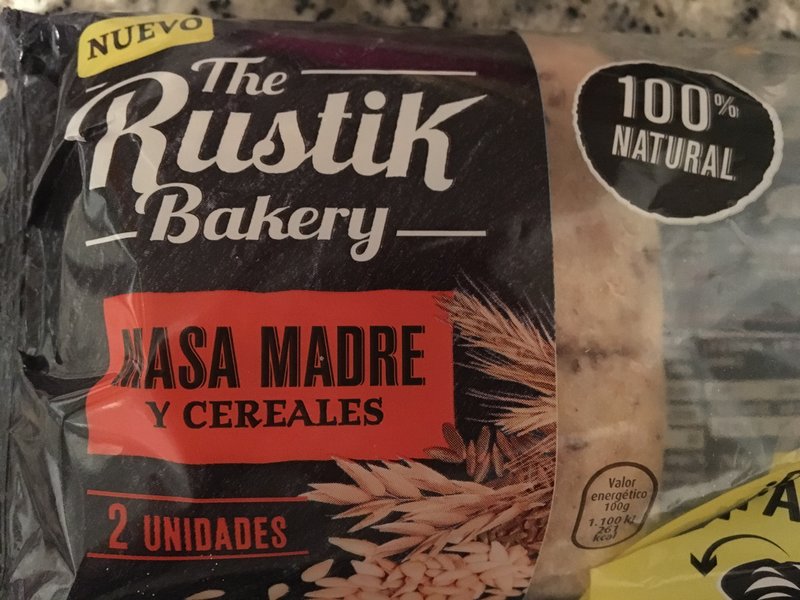 NUEVO
The
Rustik
Bakery
100%
NATURAL
MASA MADRE
Y CEREALES
2 UNIDADES
Valor
energético
100g
1.100 kJ
261
kcal